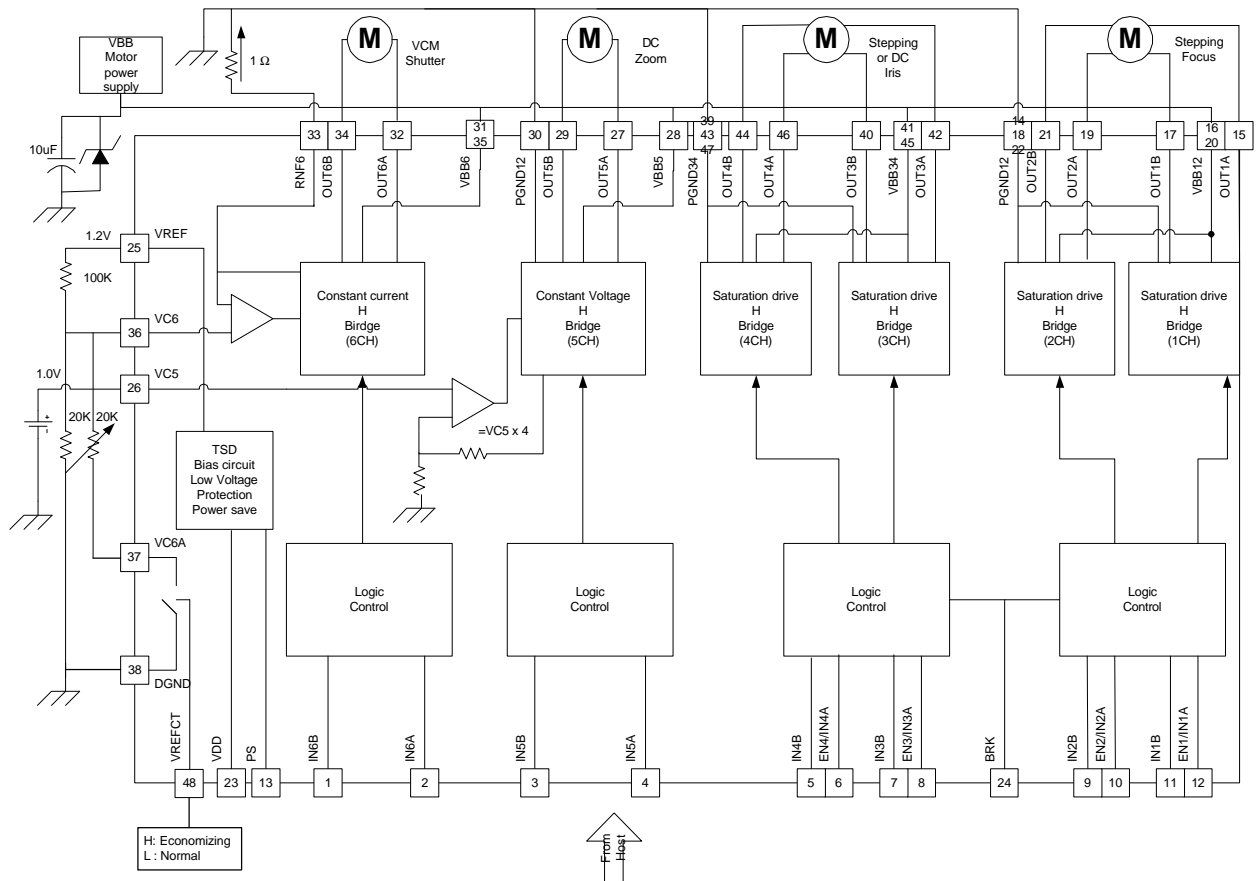 VBB
Motor
power
supply
1 Ω
M
VCM
Shutter
M
DC
Zoom
M
Stepping
or DC
Iris
M
Stepping
Focus
10uF
33
34
32
31
35
30
29
27
28
39
43
47
44
46
40
41
45
42
14
18
22
21
19
17
16
20
15
RNF6
OUT6B
OUT6A
VBB6
PGND12
OUT5B
OUT5A
VBB5
PGND34
OUT4B
OUT4A
OUT3B
VBB34
OUT3A
PGND12
OUT2B
OUT2A
OUT1B
VBB12
OUT1A
1.2V
25
VREF
100K
36
VC6
1.0V
26
VC5
+
-
20K
20K
Constant current
H
Birdge
(6CH)
Constant Voltage
H
Bridge
(5CH)
Saturation drive
H
Bridge
(4CH)
Saturation drive
H
Bridge
(3CH)
Saturation drive
H
Bridge
(2CH)
Saturation drive
H
Bridge
(1CH)
=VC5 x 4
TSD
Bias circuit
Low Voltage
Protection
Power save
37
VC6A
38
DGND
Logic
Control
Logic
Control
Logic
Control
Logic
Control
VREFCT
VDD
PS
IN6B
IN6A
IN5B
IN5A
IN4B
EN4/IN4A
IN3B
EN3/IN3A
BRK
IN2B
EN2/IN2A
IN1B
EN1/IN1A
48
23
13
1
2
3
4
5
6
7
8
24
9
10
11
12
H: Economizing
L : Normal
From
Host